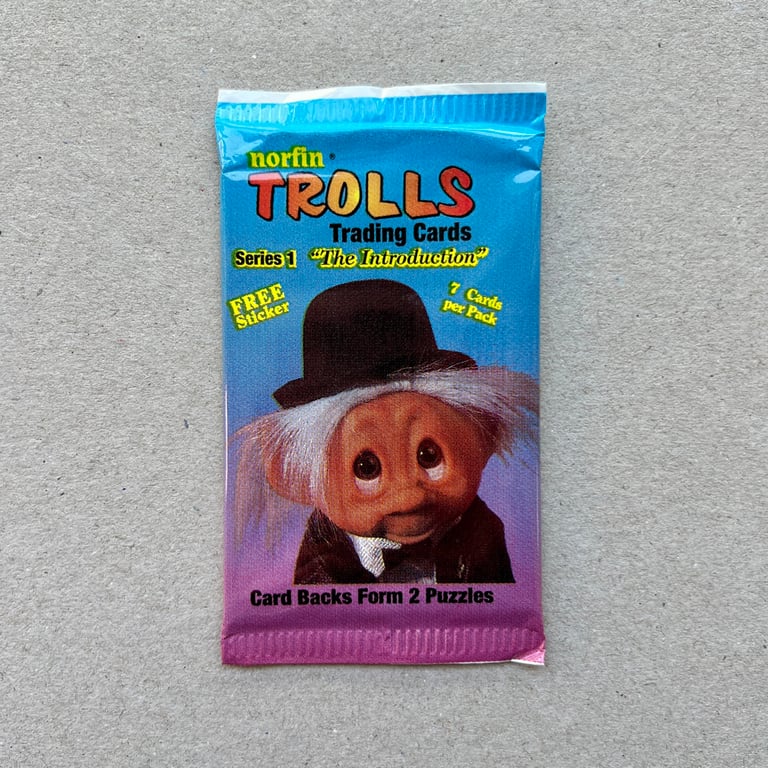 norfin®
TROLLS
Trading Cards
Series 1 "The Introduction"
FREE
Sticker
7 Cards
per Pack
Card Backs Form 2 Puzzles